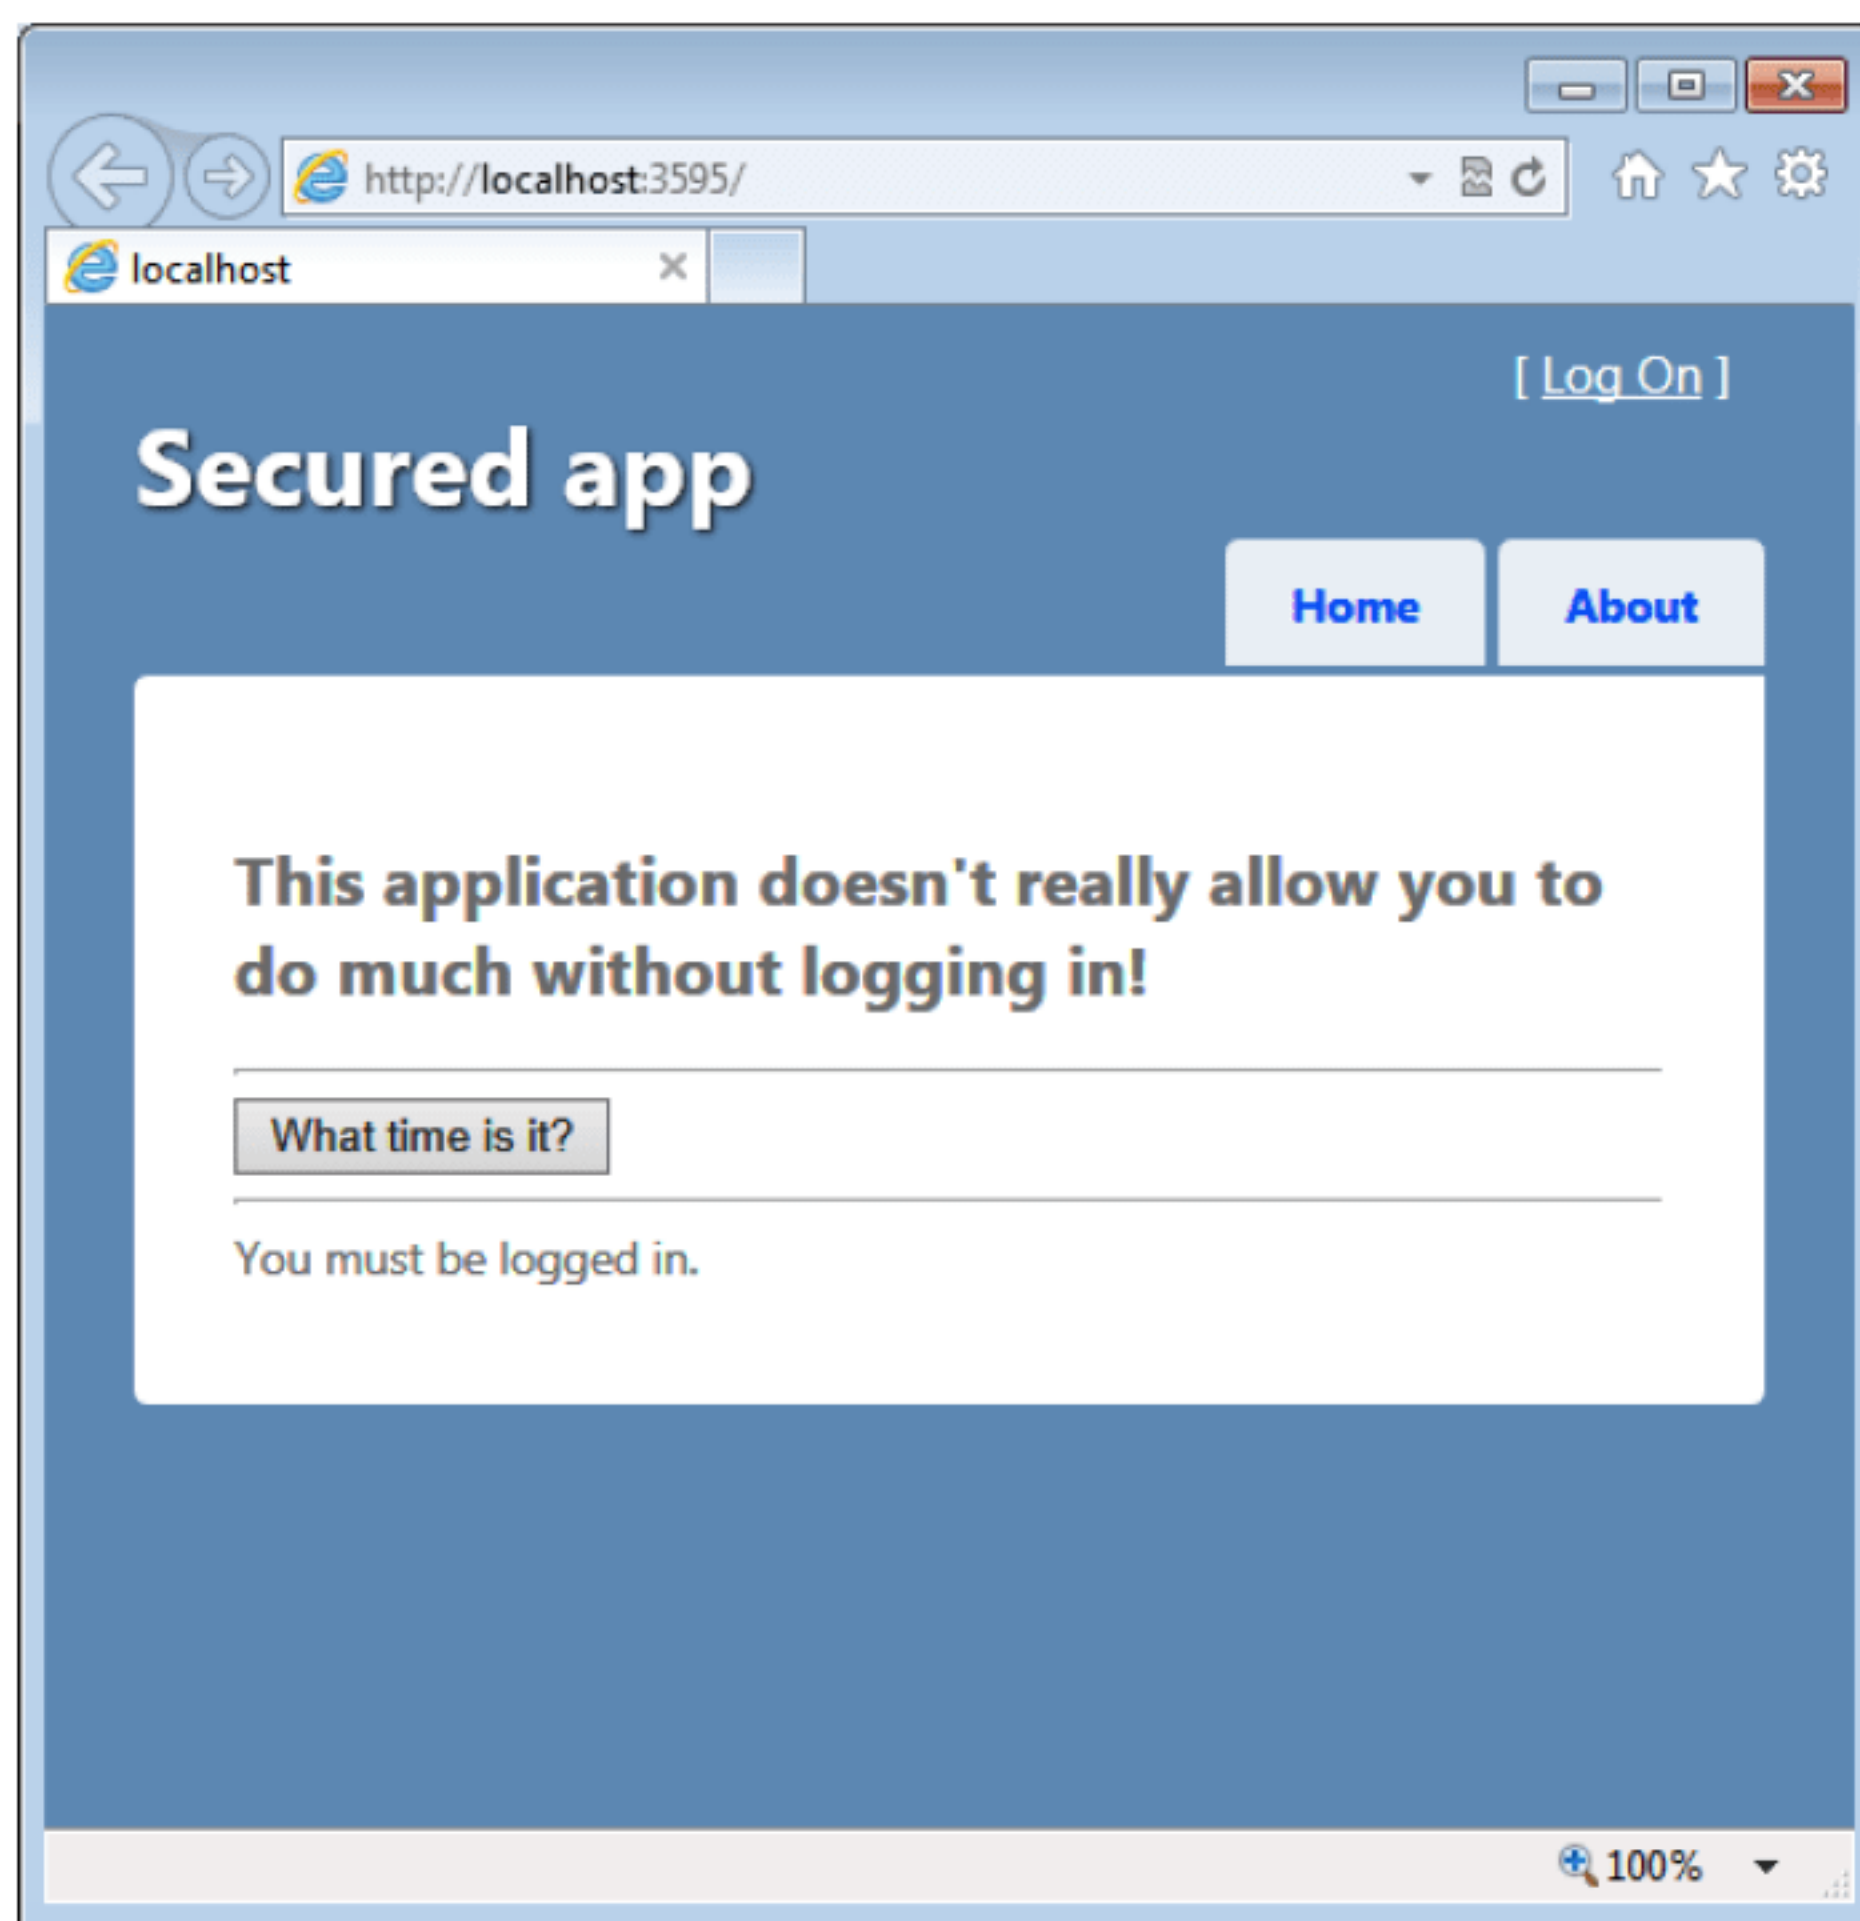 http://localhost:3595/
localhost
[ Log On ]
Secured app
Home About
This application doesn't really allow you to
do much without logging in!
What time is it?
You must be logged in.
100%